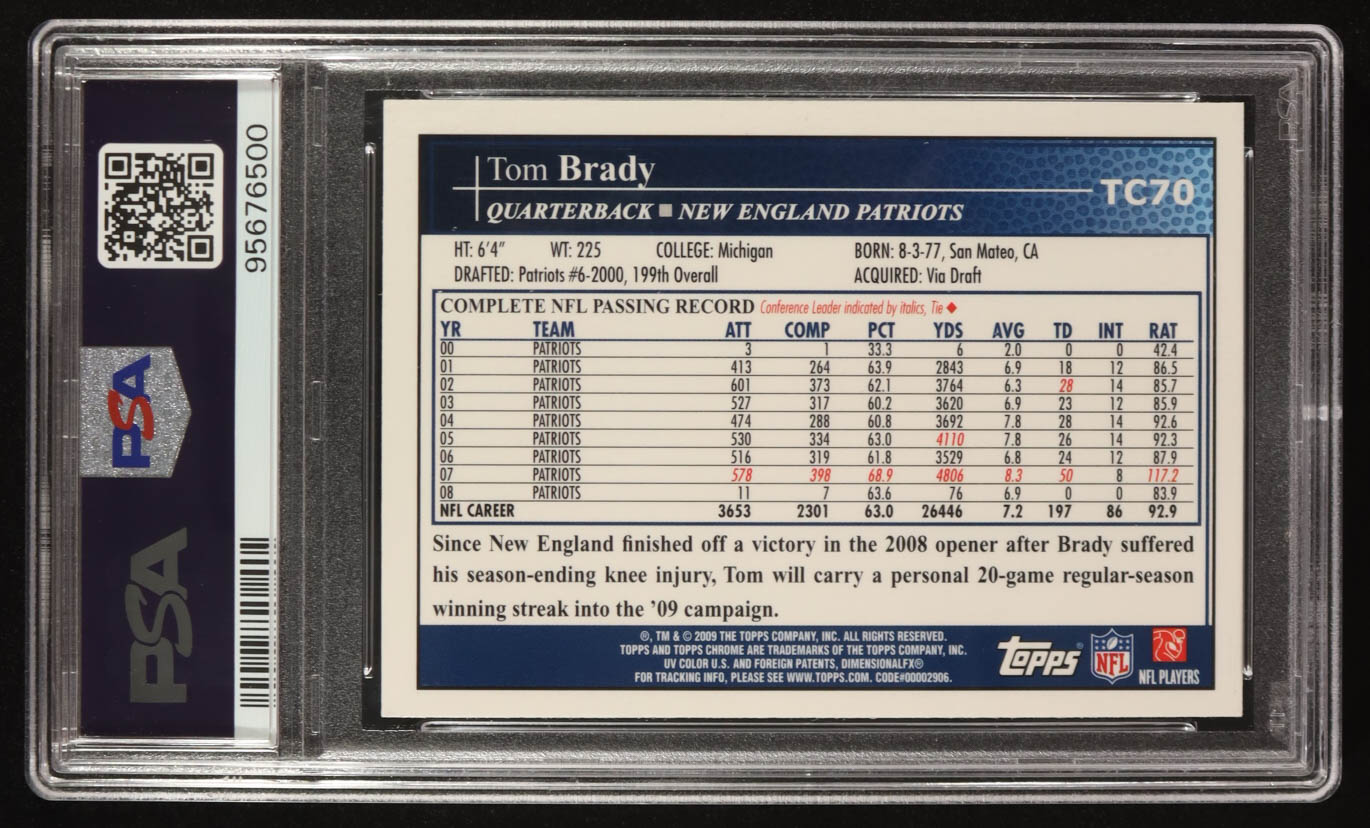 95676500
PSA
PSA
PSA
Tom Brady
TC70
QUARTERBACK ■ NEW ENGLAND PATRIOTS
HT: 6'4" WT: 225 COLLEGE: Michigan BORN: 8-3-77, San Mateo, CA
DRAFTED: Patriots #6-2000, 199th Overall ACQUIRED: Via Draft
COMPLETE NFL PASSING RECORD Conference Leader indicated by italics, Tie ♦
YR TEAM ATT COMP PCT YDS AVG TD INT RAT
00 PATRIOTS 3 1 33.3 6 2.0 0 0 42.4
01 PATRIOTS 413 264 63.9 2843 6.9 18 12 86.5
02 PATRIOTS 601 373 62.1 3764 6.3 28 14 85.7
03 PATRIOTS 527 317 60.2 3620 6.9 23 12 85.9
04 PATRIOTS 474 288 60.8 3692 7.8 28 14 92.6
05 PATRIOTS 530 334 63.0 4110 7.8 26 14 92.3
06 PATRIOTS 516 319 61.8 3529 6.8 24 12 87.9
07 PATRIOTS 578 398 68.9 4806 8.3 50 8 117.2
08 PATRIOTS 11 7 63.6 76 6.9 0 0 83.9
NFL CAREER 3653 2301 63.0 26446 7.2 197 86 92.9
Since New England finished off a victory in the 2008 opener after Brady suffered
his season-ending knee injury, Tom will carry a personal 20-game regular-season
winning streak into the '09 campaign.
®, TM & © 2009 THE TOPPS COMPANY, INC. ALL RIGHTS RESERVED.
TOPPS AND TOPPS CHROME ARE TRADEMARKS OF THE TOPPS COMPANY, INC.
UV COLOR U.S. AND FOREIGN PATENTS, DIMENSIONALFX®
FOR TRACKING INFO, PLEASE SEE WWW.TOPPS.COM. CODE#00002906.
Topps®
NFL
NFL PLAYERS